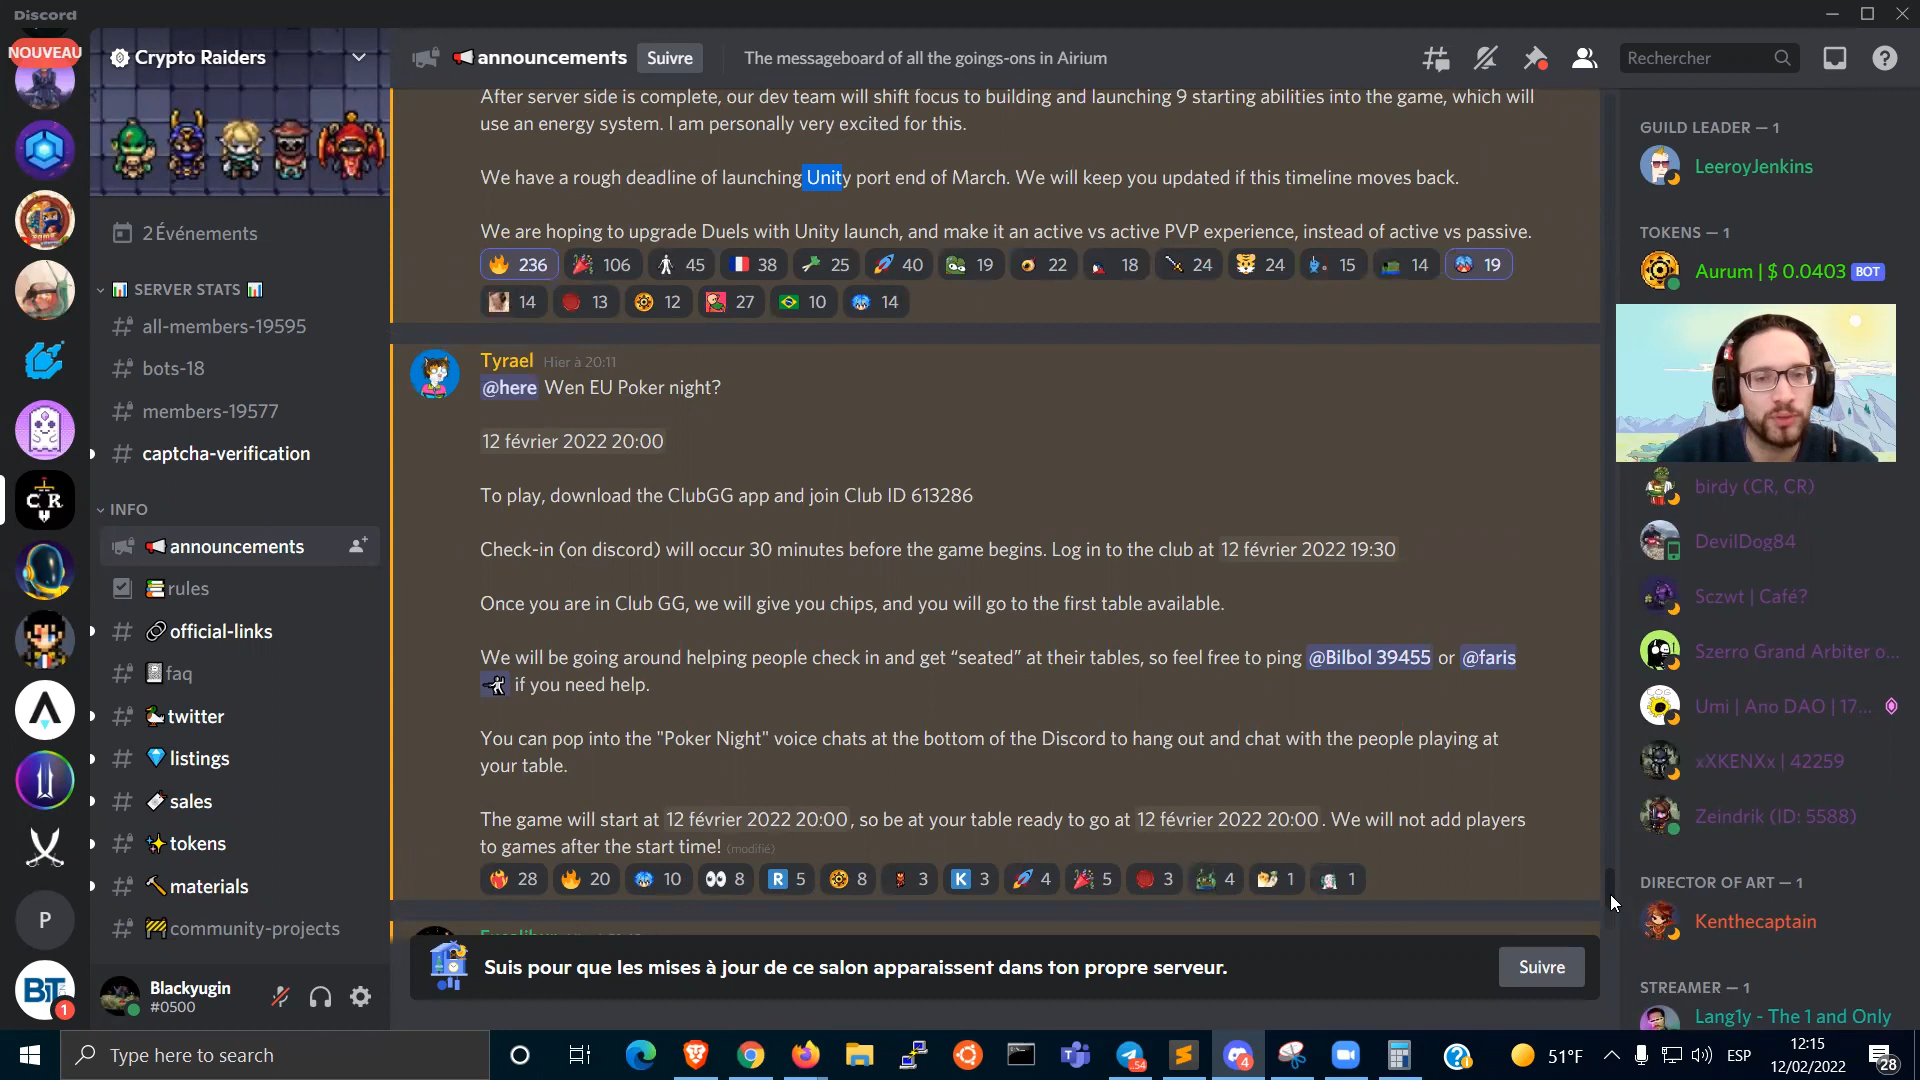 Discord
NOUVEAU
Crypto Raiders
2 Événements
SERVER STATS
all-members-19595
bots-18
members-19577
captcha-verification
INFO
announcements
rules
official-links
faq
twitter
listings
sales
tokens
materials
community-projects
CR
P
BIT
1
Blackyugin
#0500
announcements
Suivre
The messageboard of all the goings-ons in Airium
Rechercher
After server side is complete, our dev team will shift focus to building and launching 9 starting abilities into the game, which will
use an energy system. I am personally very excited for this.
We have a rough deadline of launching Unity port end of March. We will keep you updated if this timeline moves back.
We are hoping to upgrade Duels with Unity launch, and make it an active vs active PVP experience, instead of active vs passive.
236 106 45 38 25 40 19 22 18 24 24 15 14 19
14 13 12 27 10 14
Tyrael Hier à 20:11
@here Wen EU Poker night?
12 février 2022 20:00
To play, download the ClubGG app and join Club ID 613286
Check-in (on discord) will occur 30 minutes before the game begins. Log in to the club at 12 février 2022 19:30
Once you are in Club GG, we will give you chips, and you will go to the first table available.
We will be going around helping people check in and get “seated” at their tables, so feel free to ping @Bilbol 39455 or @faris
if you need help.
You can pop into the "Poker Night" voice chats at the bottom of the Discord to hang out and chat with the people playing at
your table.
The game will start at 12 février 2022 20:00, so be at your table ready to go at 12 février 2022 20:00. We will not add players
to games after the start time! (modifié)
28 20 10 8 R 5 8 3 K 3 4 5 3 4 1 1
Suis pour que les mises à jour de ce salon apparaissent dans ton propre serveur.
Suivre
GUILD LEADER — 1
LeeroyJenkins
TOKENS — 1
Aurum | $ 0.0403 BOT
birdy (CR, CR)
DevilDog84
Sczwt | Café?
Szerro Grand Arbiter o...
Umi | Ano DAO | 17...
xXKENXx | 42259
Zeindrik (ID: 5588)
DIRECTOR OF ART — 1
Kenthecaptain
STREAMER — 1
Lang1y - The 1 and Only
Type here to search
54
4
51°F
ESP
12:15
12/02/2022
28